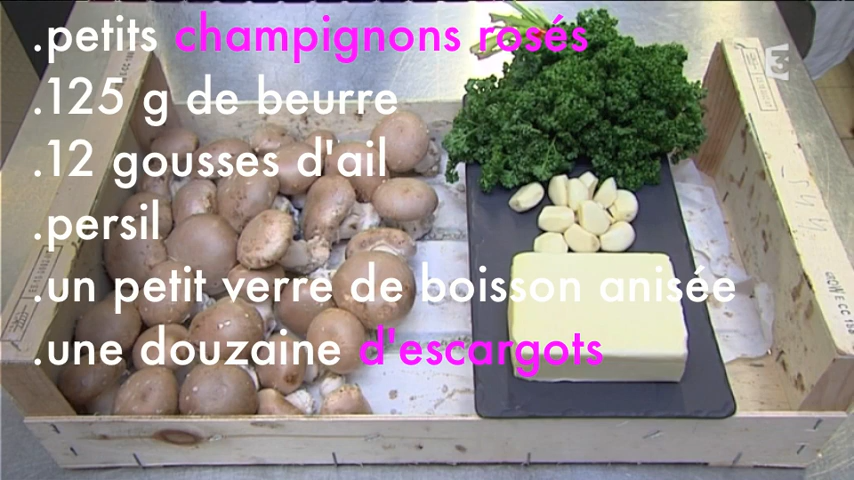 .petits champignons rosés
3
.125 g de beurre
.12 gousses d'ail
.persil
.un petit verre de boisson anisée
.une douzaine d'escargots